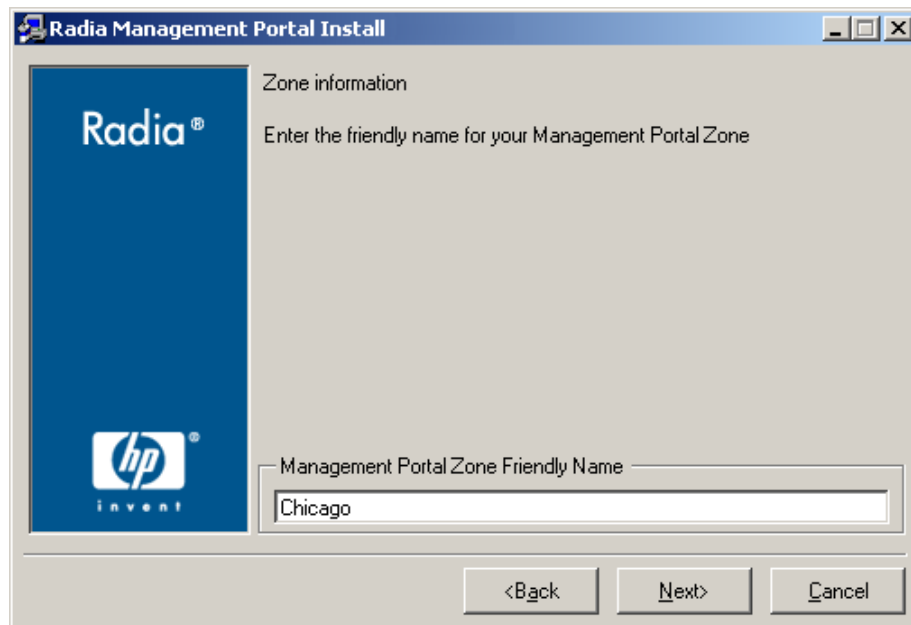 Radia Management Portal Install
Radia®
Zone information
Enter the friendly name for your Management Portal Zone
hp®
invent
Management Portal Zone Friendly Name
Chicago
<Back
Next>
Cancel